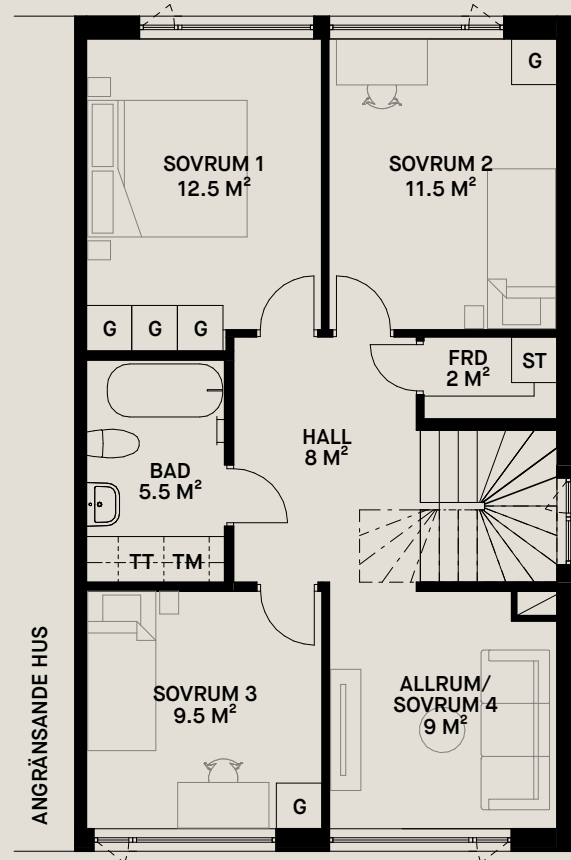 G
SOVRUM 1
12.5 M²
SOVRUM 2
11.5 M²
G G G
FRD
2 M²
ST
HALL
8 M²
BAD
5.5 M²
TT TM
ANGRÄNSANDE HUS
SOVRUM 3
9.5 M²
ALLRUM/
SOVRUM 4
9 M²
G